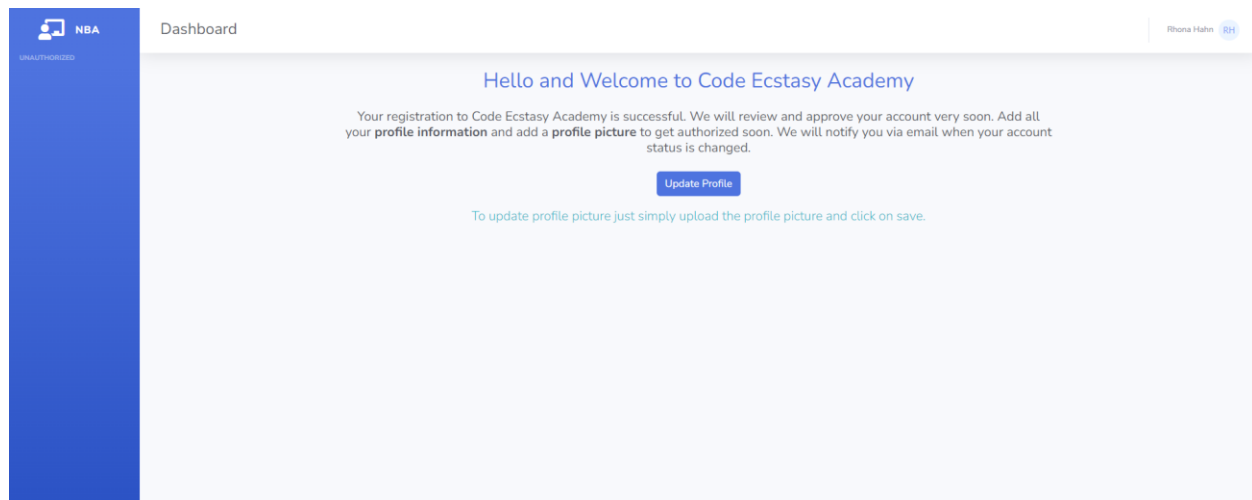 NBA
Dashboard
Rhona Hahn RH
UNAUTHORIZED
Hello and Welcome to Code Ecstasy Academy
Your registration to Code Ecstasy Academy is successful. We will review and approve your account very soon. Add all
your profile information and add a profile picture to get authorized soon. We will notify you via email when your account
status is changed.
Update Profile
To update profile picture just simply upload the profile picture and click on save.